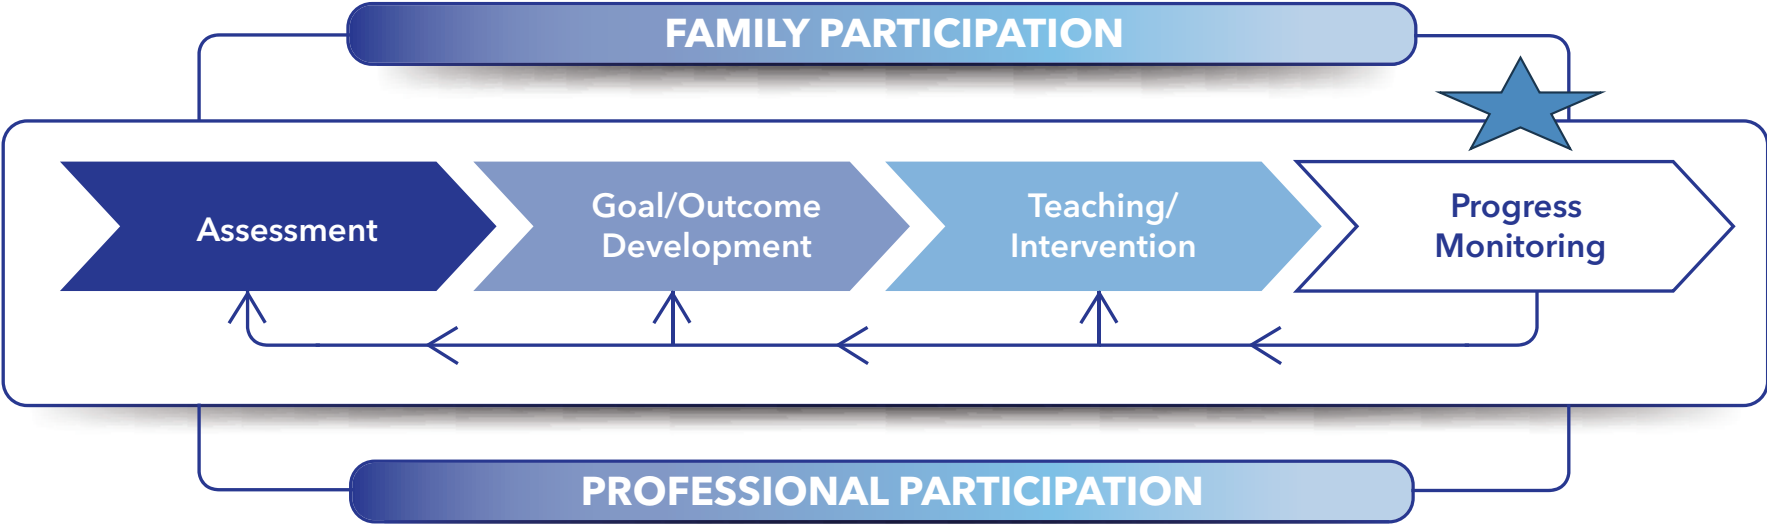 FAMILY PARTICIPATION
Assessment
Goal/Outcome
Development
Teaching/
Intervention
Progress
Monitoring
PROFESSIONAL PARTICIPATION